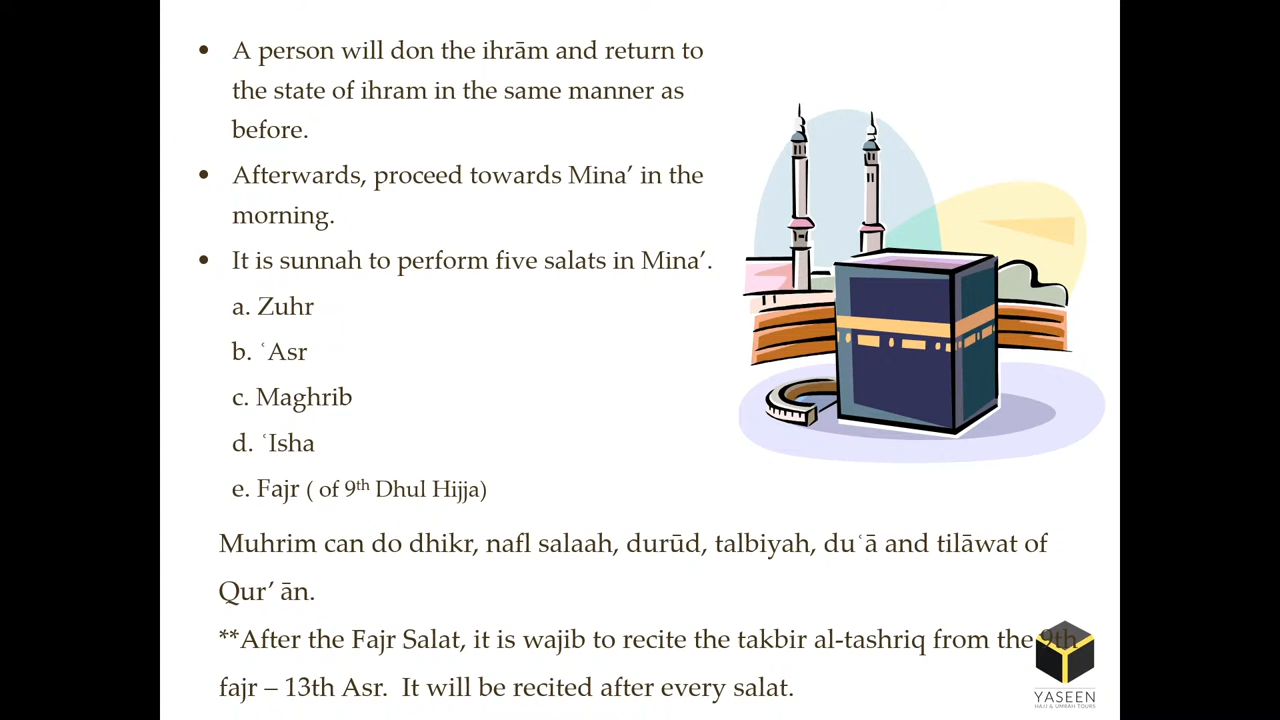 • A person will don the ihrām and return to
the state of ihram in the same manner as
before.
• Afterwards, proceed towards Mina’ in the
morning.
• It is sunnah to perform five salats in Mina’.
a. Zuhr
b. ʿAsr
c. Maghrib
d. ʿIsha
e. Fajr ( of 9th Dhul Hijja)
Muhrim can do dhikr, nafl salaah, durūd, talbiyah, duʿā and tilāwat of
Qur’ ān.
**After the Fajr Salat, it is wajib to recite the takbir al-tashriq from the 9th
fajr – 13th Asr. It will be recited after every salat.
YASEEN
HAJJ & UMRAH TOURS